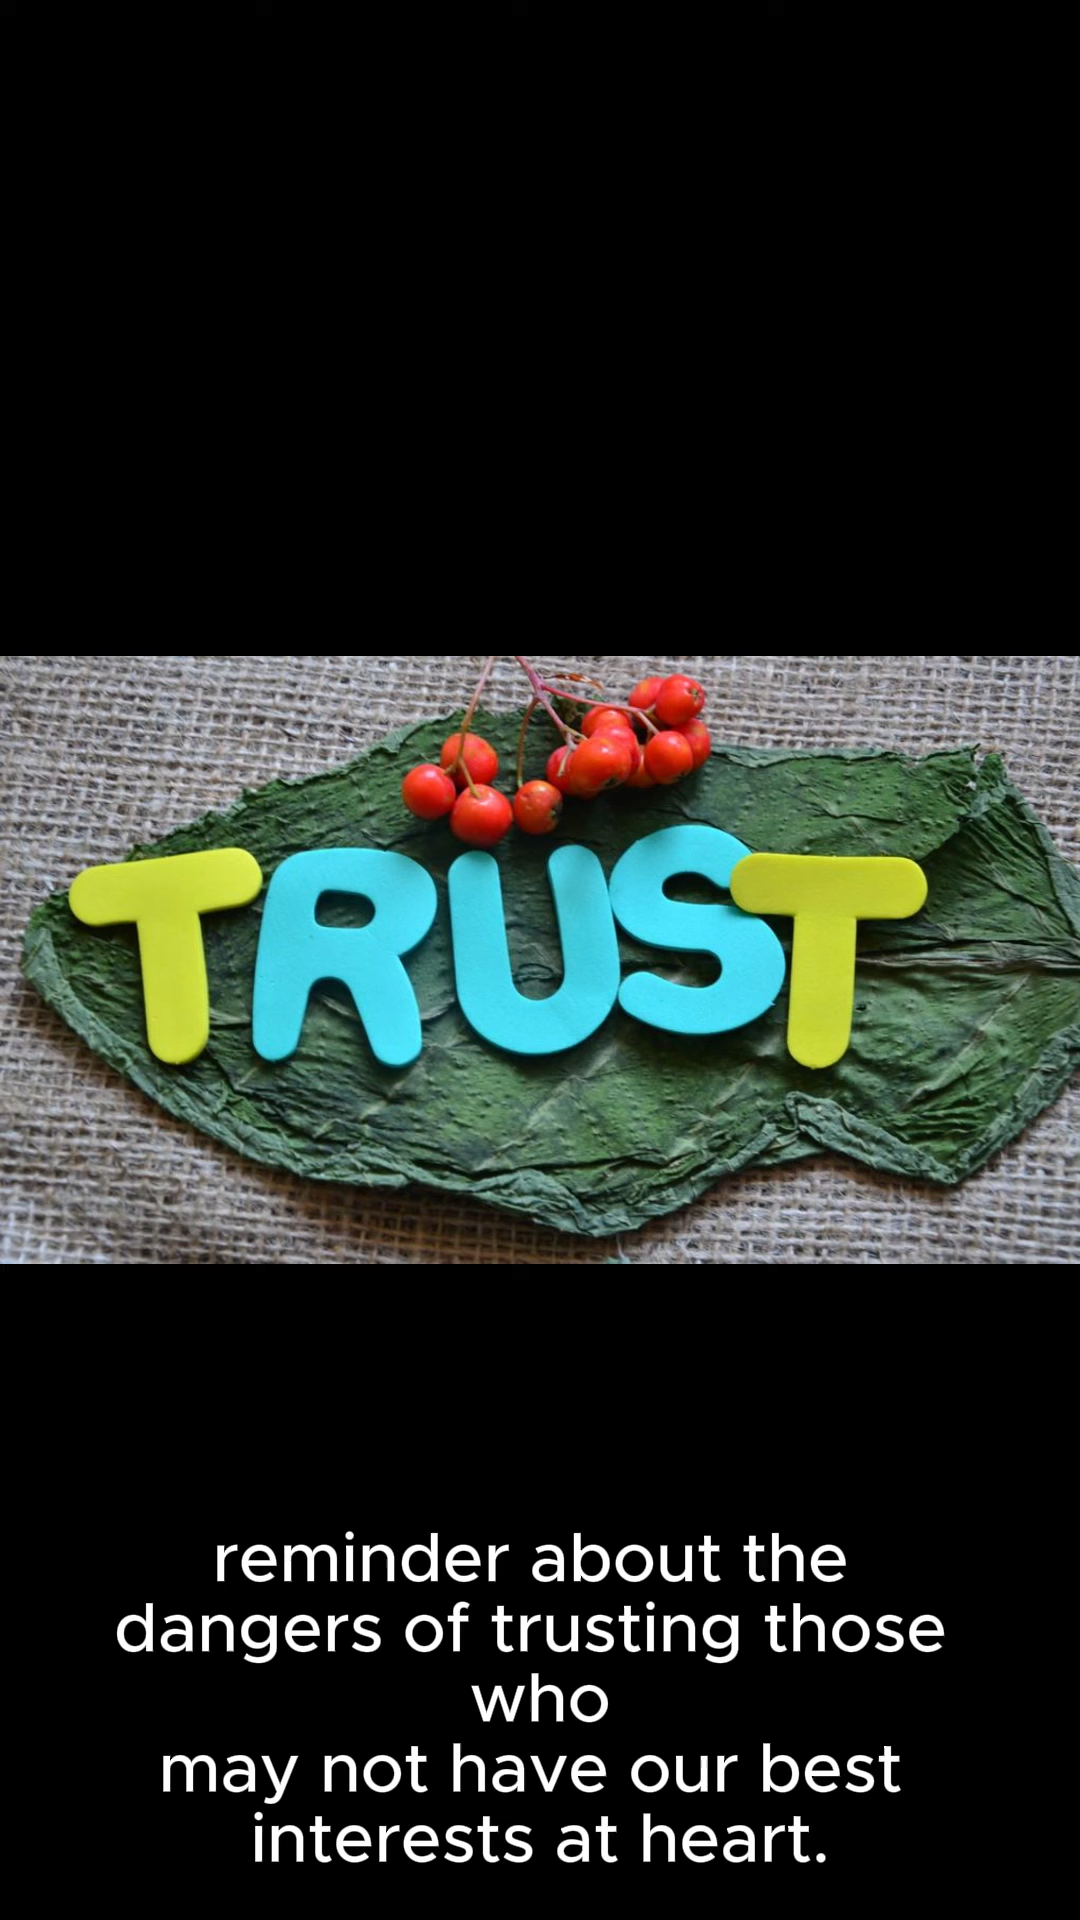 TRUST
reminder about the
dangers of trusting those
who
may not have our best
interests at heart.